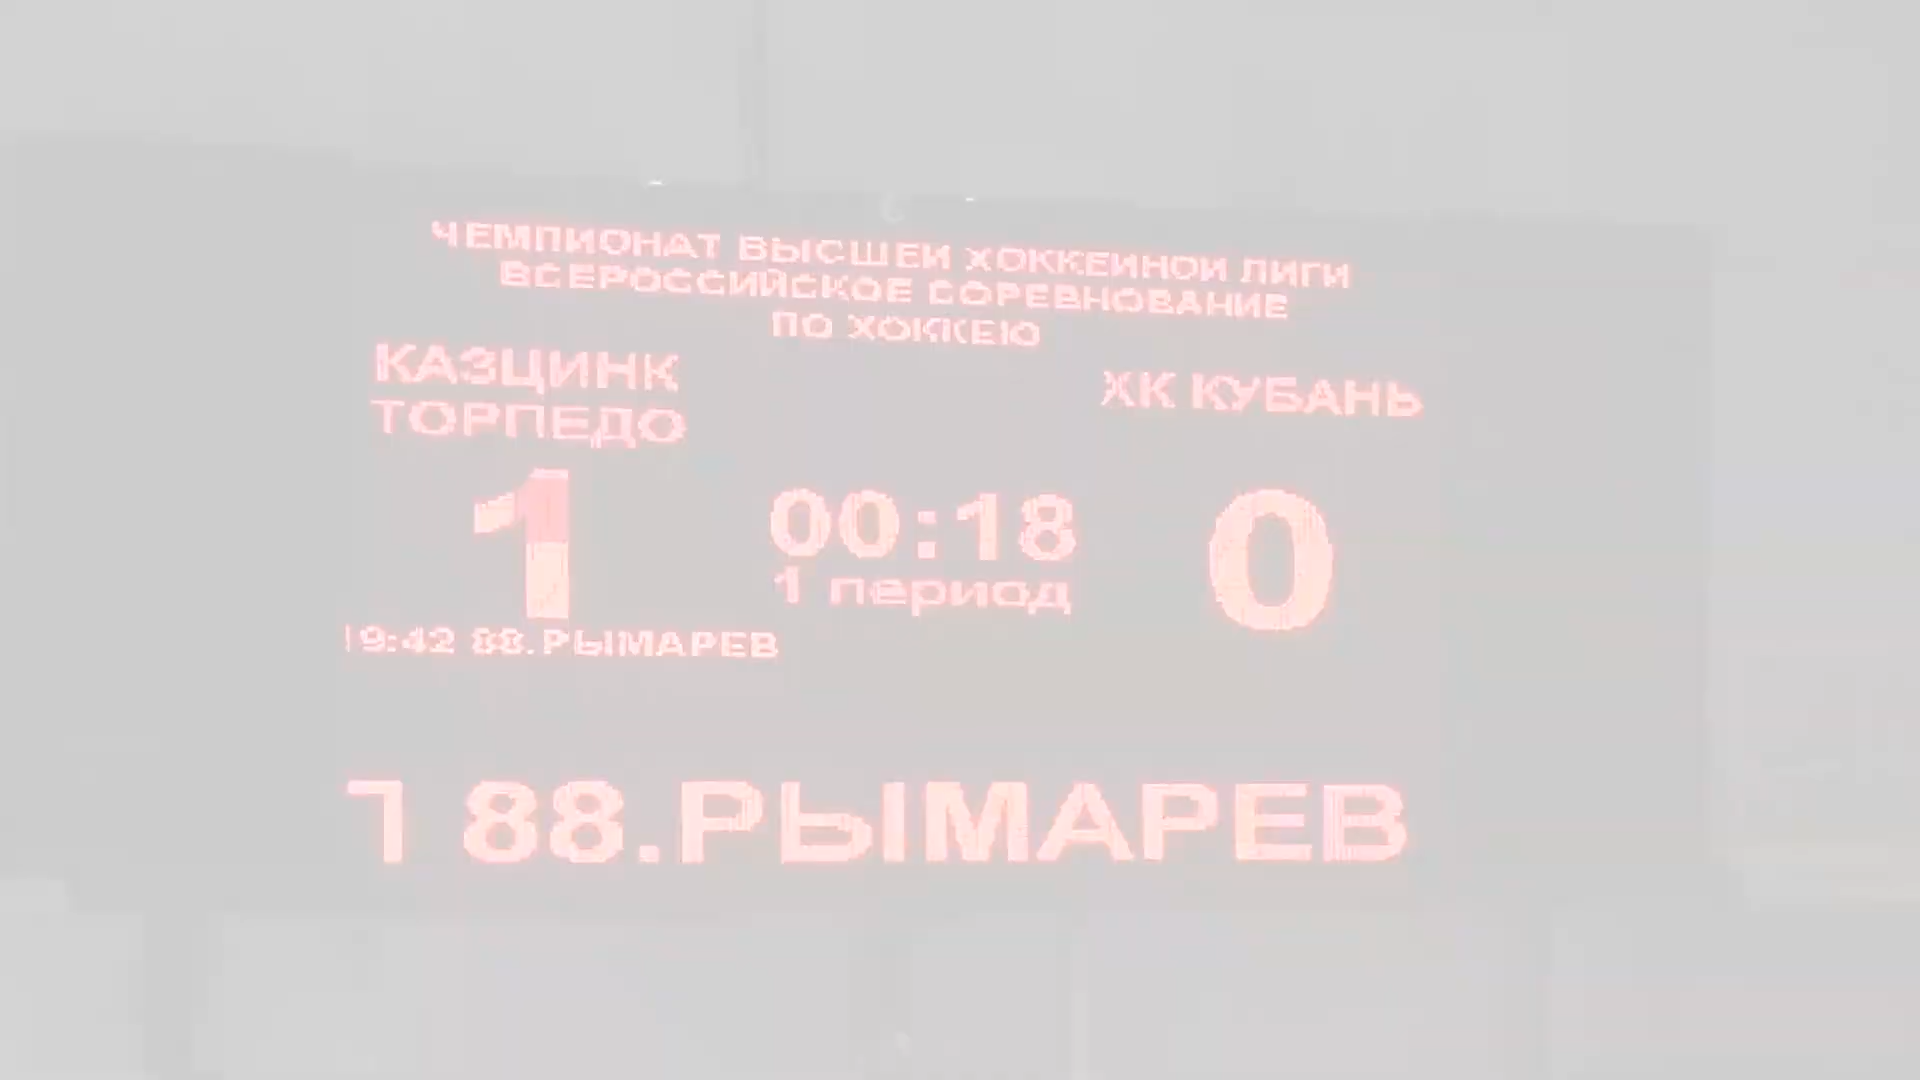 ЧЕМПИОНАТ ВЫСШЕЙ ХОККЕЙНОЙ ЛИГИ
ВСЕРОССИЙСКОЕ СОРЕВНОВАНИЕ
ПО ХОККЕЮ
КАЗЦИНК
ТОРПЕДО
ХК КУБАНЬ
1
00:18
0
1 период
19:42 88.РЫМАРЕВ
88.РЫМАРЕВ